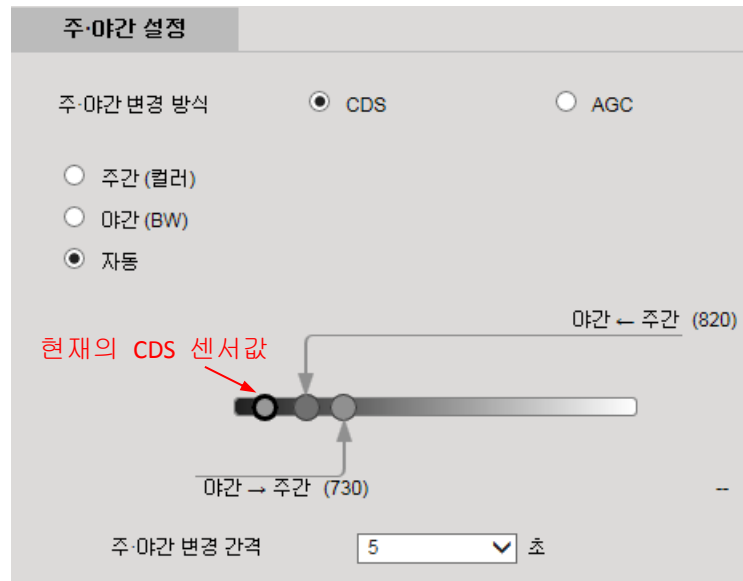 주·야간 설정
주·야간 변경 방식 CDS AGC
주간 (컬러)
야간 (BW)
자동
야간 ← 주간 (820)
현재의 CDS 센서값
야간 → 주간 (730) --
주·야간 변경 간격 5 초